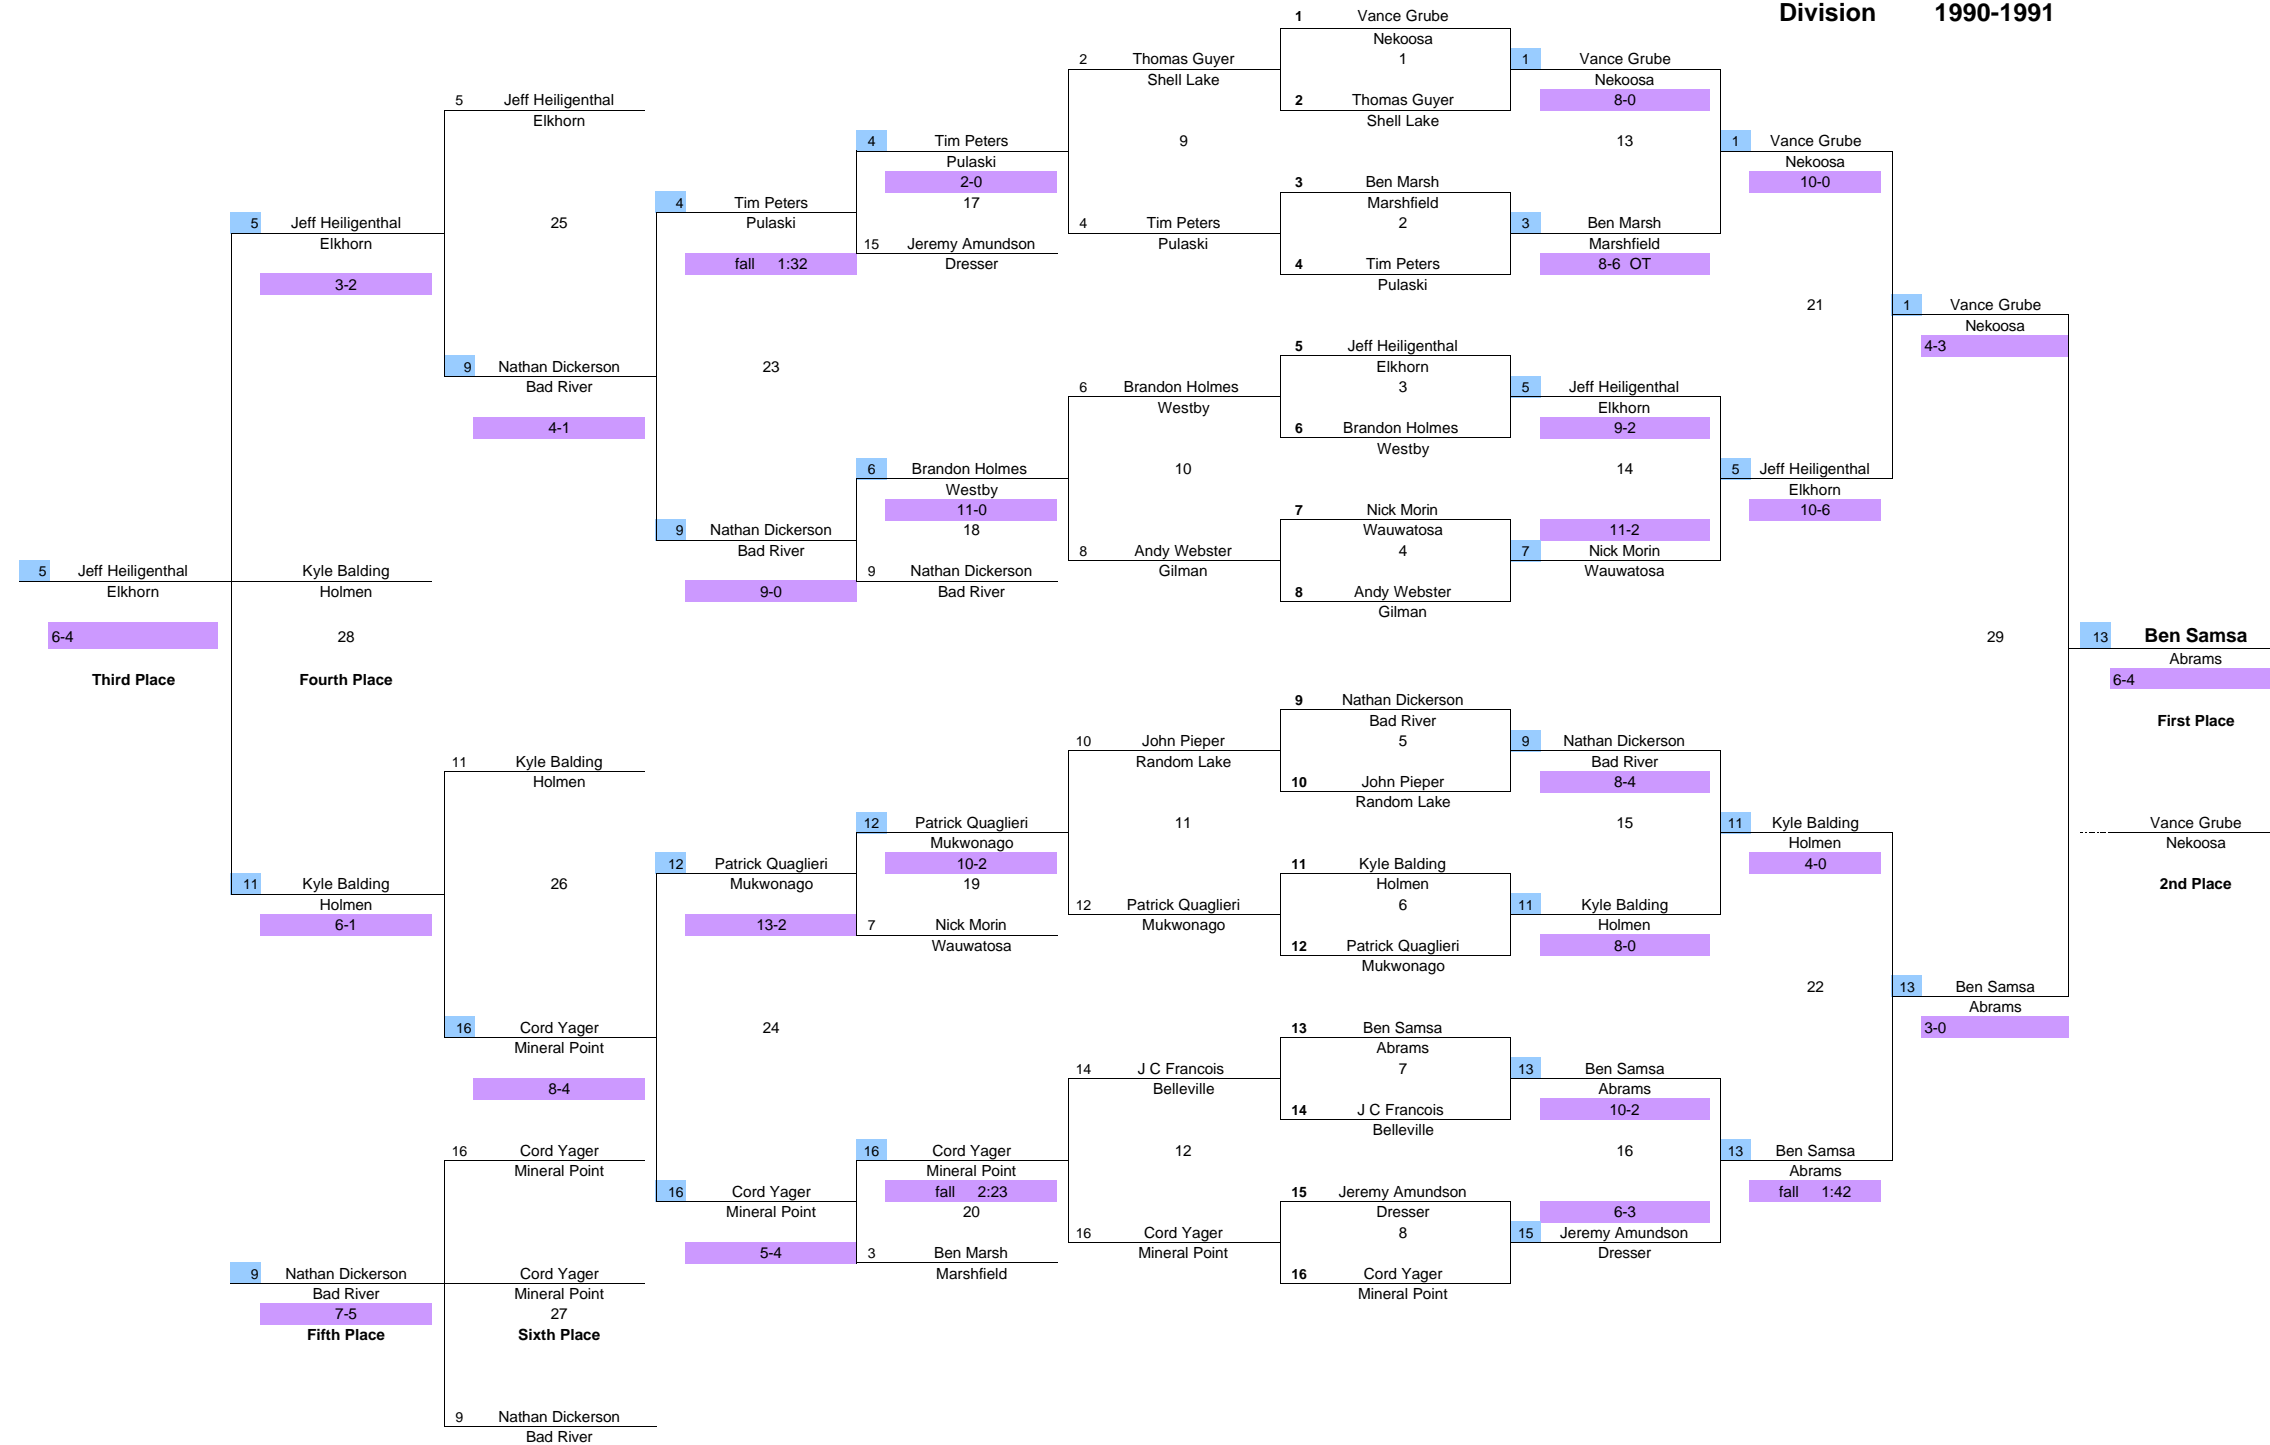 Division 1990-1991
1 Vance Grube
Nekoosa
1
2 Thomas Guyer
Shell Lake
3 Ben Marsh
Marshfield
2
4 Tim Peters
Pulaski
5 Jeff Heiligenthal
Elkhorn
3
6 Brandon Holmes
Westby
7 Nick Morin
Wauwatosa
4
8 Andy Webster
Gilman
9 Nathan Dickerson
Bad River
5
10 John Pieper
Random Lake
11 Kyle Balding
Holmen
6
12 Patrick Quaglieri
Mukwonago
13 Ben Samsa
Abrams
7
14 J C Francois
Belleville
15 Jeremy Amundson
Dresser
8
16 Cord Yager
Mineral Point
1 Vance Grube
Nekoosa
8-0
13
3 Ben Marsh
Marshfield
8-6 OT
5 Jeff Heiligenthal
Elkhorn
9-2
14
11-2
7 Nick Morin
Wauwatosa
9 Nathan Dickerson
Bad River
8-4
15
11 Kyle Balding
Holmen
8-0
13 Ben Samsa
Abrams
10-2
16
6-3
15 Jeremy Amundson
Dresser
1 Vance Grube
Nekoosa
10-0
21
5 Jeff Heiligenthal
Elkhorn
10-6
11 Kyle Balding
Holmen
4-0
22
13 Ben Samsa
Abrams
fall 1:42
1 Vance Grube
Nekoosa
4-3
29
13 Ben Samsa
Abrams
3-0
13 Ben Samsa
Abrams
6-4
First Place
Vance Grube
Nekoosa
2nd Place
2 Thomas Guyer
Shell Lake
9
4 Tim Peters
Pulaski
6 Brandon Holmes
Westby
10
8 Andy Webster
Gilman
10 John Pieper
Random Lake
11
12 Patrick Quaglieri
Mukwonago
14 J C Francois
Belleville
12
16 Cord Yager
Mineral Point
4 Tim Peters
Pulaski
2-0
17
15 Jeremy Amundson
Dresser
6 Brandon Holmes
Westby
11-0
18
9 Nathan Dickerson
Bad River
12 Patrick Quaglieri
Mukwonago
10-2
19
7 Nick Morin
Wauwatosa
16 Cord Yager
Mineral Point
fall 2:23
20
3 Ben Marsh
Marshfield
4 Tim Peters
Pulaski
fall 1:32
23
9 Nathan Dickerson
Bad River
9-0
12 Patrick Quaglieri
Mukwonago
13-2
24
16 Cord Yager
Mineral Point
5-4
5 Jeff Heiligenthal
Elkhorn
25
9 Nathan Dickerson
Bad River
4-1
11 Kyle Balding
Holmen
26
16 Cord Yager
Mineral Point
8-4
5 Jeff Heiligenthal
Elkhorn
3-2
Kyle Balding
Holmen
28
Fourth Place
11 Kyle Balding
Holmen
6-1
5 Jeff Heiligenthal
Elkhorn
6-4
Third Place
16 Cord Yager
Mineral Point
Cord Yager
Mineral Point
27
Sixth Place
9 Nathan Dickerson
Bad River
9 Nathan Dickerson
Bad River
7-5
Fifth Place